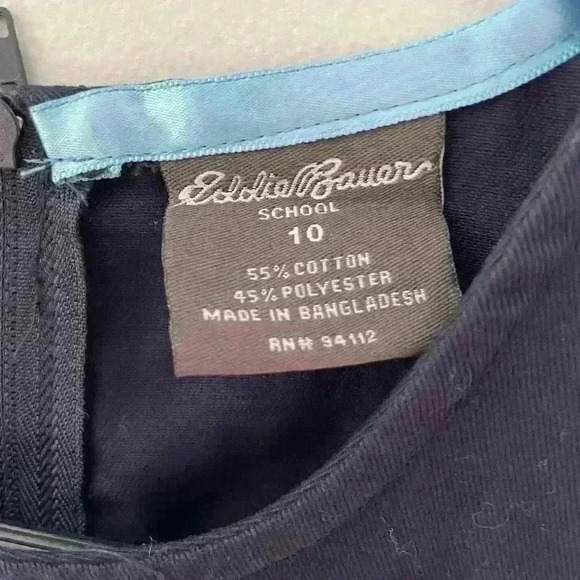 Eddie Bauer
SCHOOL
10
55% COTTON
45% POLYESTER
MADE IN BANGLADESH
RN# 94112